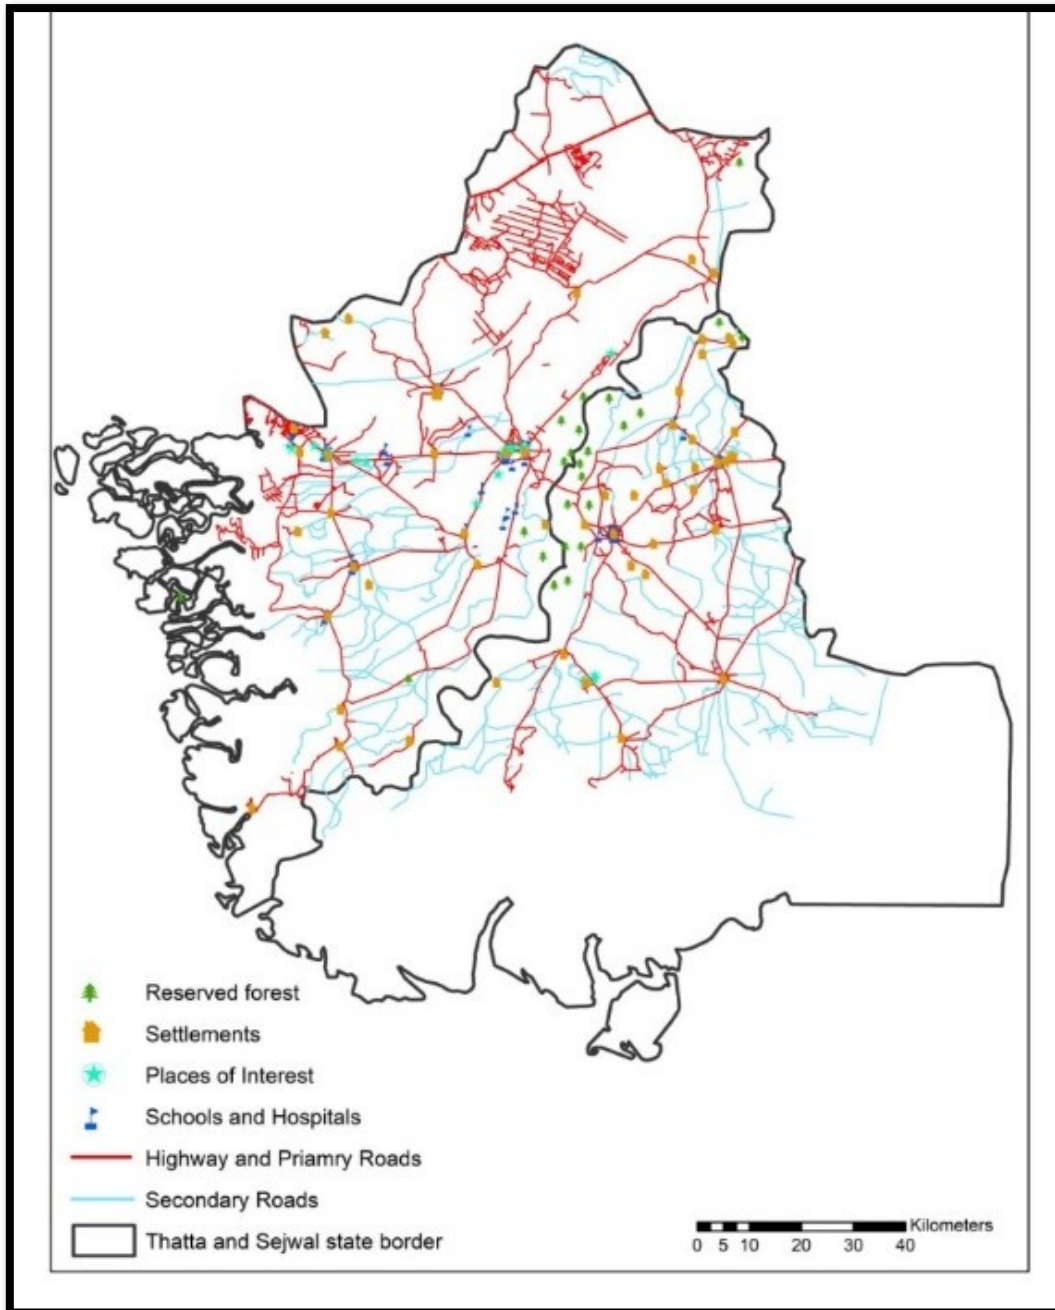 Reserved forest
Settlements
Places of Interest
Schools and Hospitals
Highway and Priamry Roads
Secondary Roads
Thatta and Sejwal state border
Kilometers
0 5 10 20 30 40